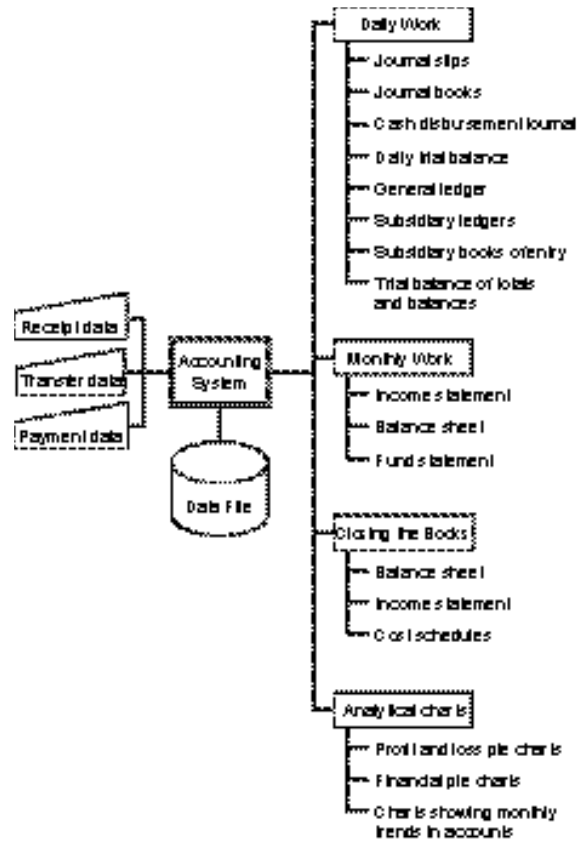 Daily Work
Journal slips
Journal books
Cash disbursement journal
Daily trial balance
General ledger
Subsidiary ledgers
Subsidiary books of entry
Trial balance of totals
and balances
Receipt data
Transfer data
Payment data
Accounting
System
Data File
Monthly Work
Income statement
Balance sheet
Fund statement
Closing the Books
Balance sheet
Income statement
Cost schedules
Analytical charts
Profit and loss pie charts
Financial pie charts
Charts showing monthly
trends in accounts